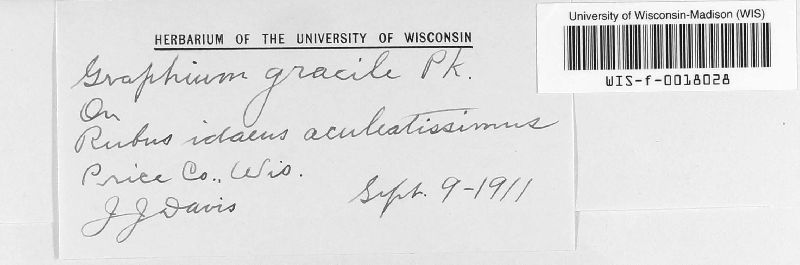 HERBARIUM OF THE UNIVERSITY OF WISCONSIN
Graphium gracile Pk.
On
Rubus idaeus aculeatissimus
Price Co., Wis.
J J Davis Sept. 9-1911
University of Wisconsin-Madison (WIS)
WIS-f-0018028